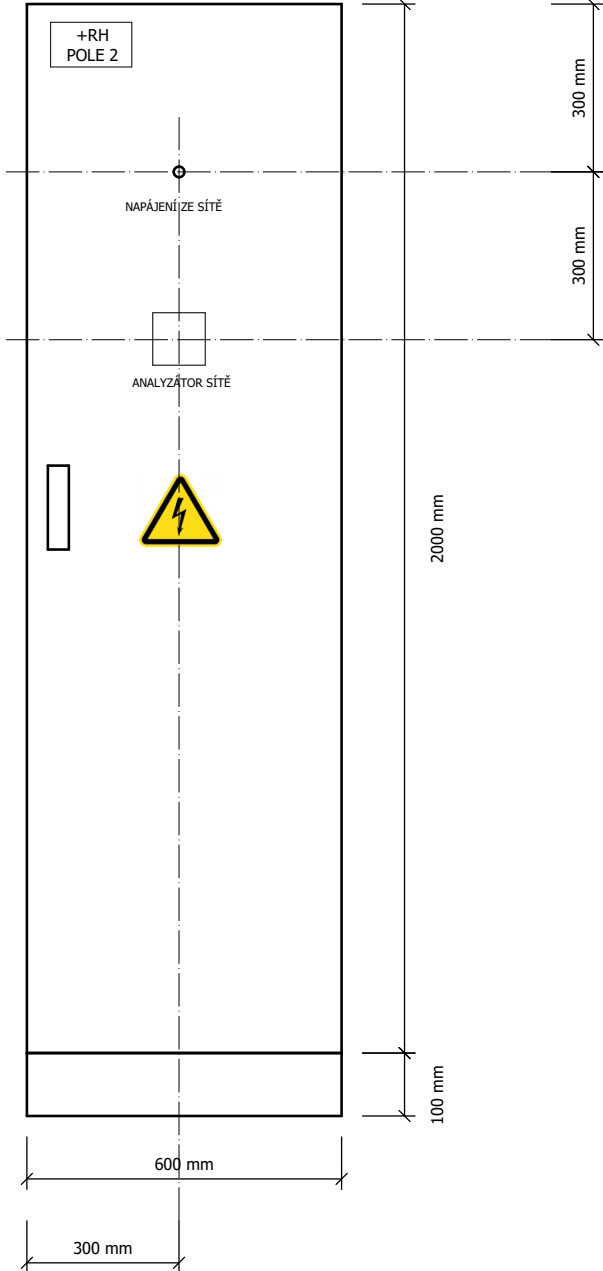 +RH
POLE 2
300 mm
NAPÁJENÍ ZE SÍTĚ
300 mm
ANALYZÁTOR SÍTĚ
2000 mm
100 mm
600 mm
300 mm